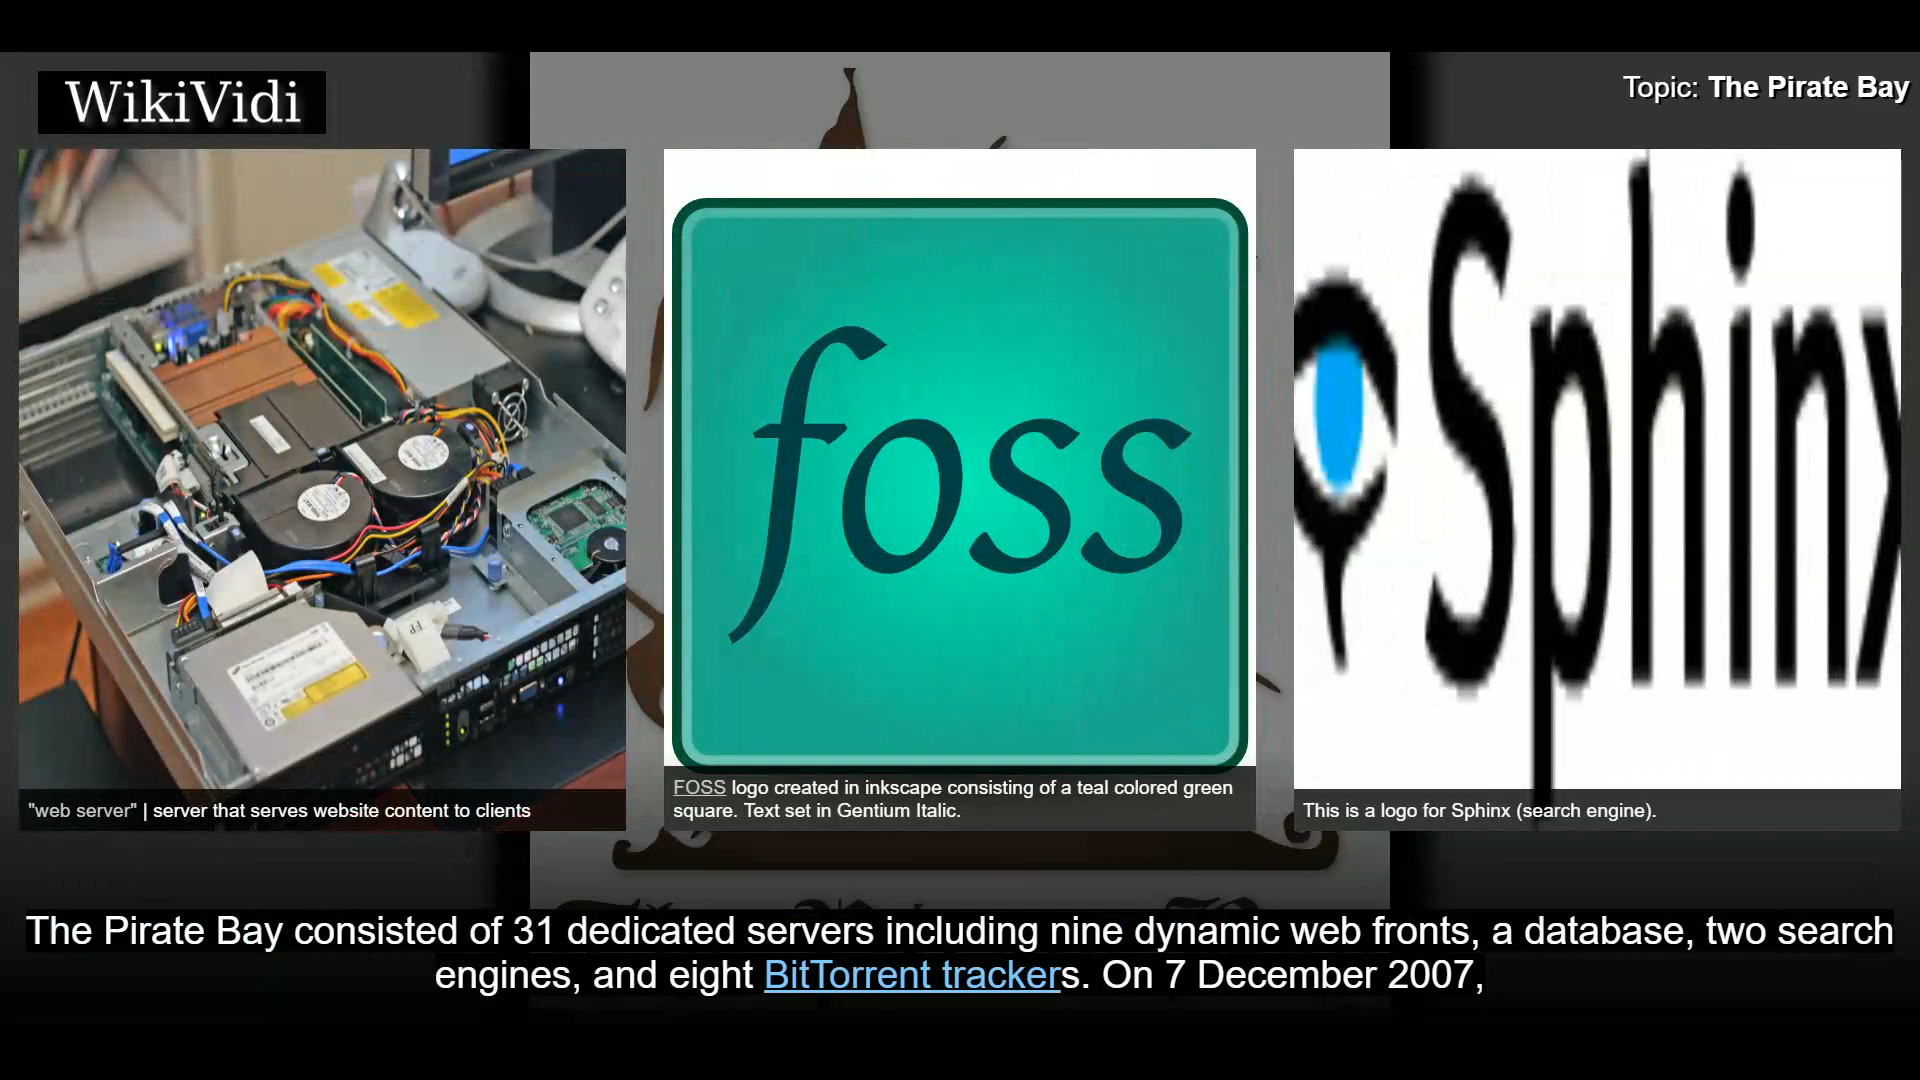 WikiVidi
Topic: The Pirate Bay
foss
Sphinx
"web server" | server that serves website content to clients
FOSS logo created in inkscape consisting of a teal colored green
square. Text set in Gentium Italic.
This is a logo for Sphinx (search engine).
The Pirate Bay consisted of 31 dedicated servers including nine dynamic web fronts, a database, two search
engines, and eight BitTorrent trackers. On 7 December 2007,